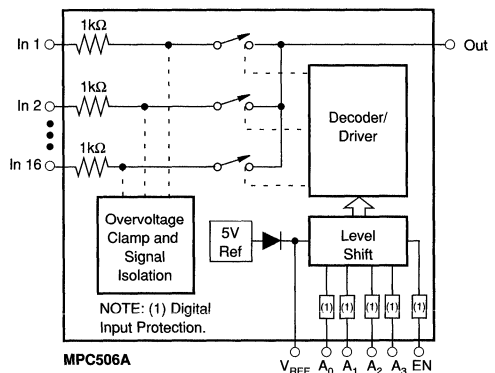 1kΩ
In 1
Out
1kΩ
In 2
1kΩ
In 16
Decoder/
Driver
Overvoltage
Clamp and
Signal
Isolation
5V
Ref
Level
Shift
NOTE: (1) Digital
Input Protection.
(1) (1) (1) (1) (1)
MPC506A
VREF A0 A1 A2 A3 EN